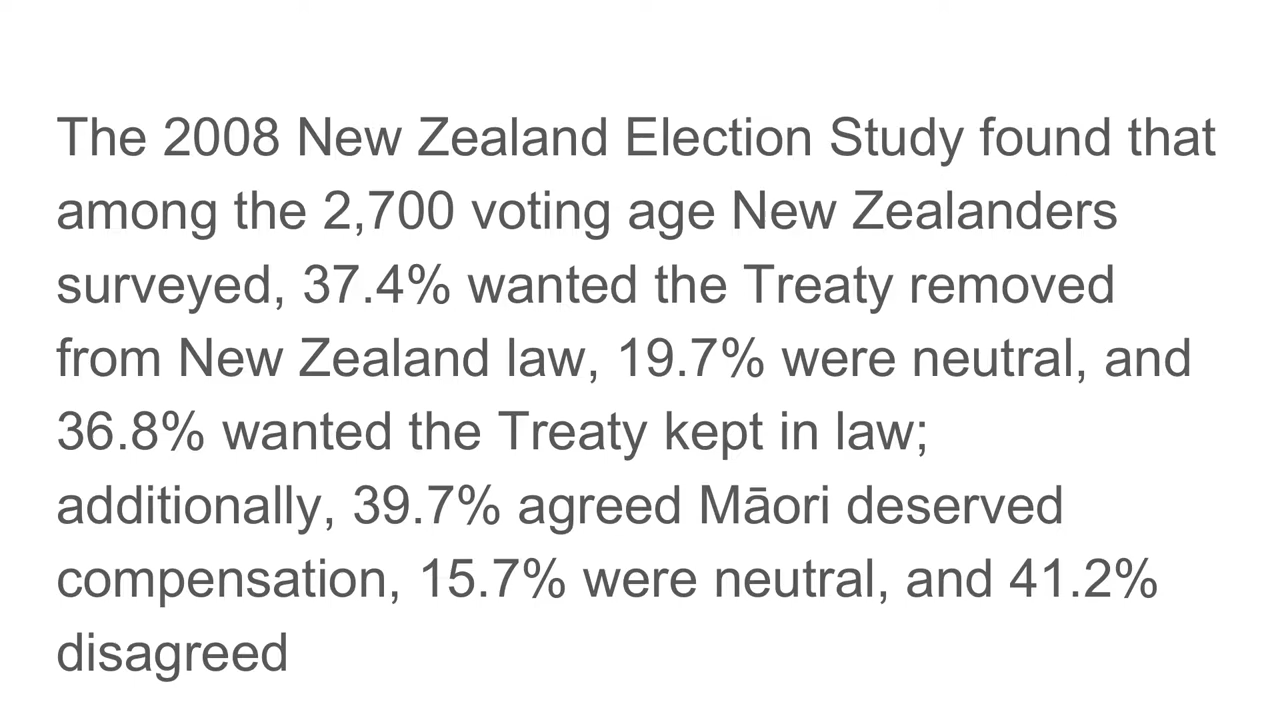 The 2008 New Zealand Election Study found that
among the 2,700 voting age New Zealanders
surveyed, 37.4% wanted the Treaty removed
from New Zealand law, 19.7% were neutral, and
36.8% wanted the Treaty kept in law;
additionally, 39.7% agreed Māori deserved
compensation, 15.7% were neutral, and 41.2%
disagreed